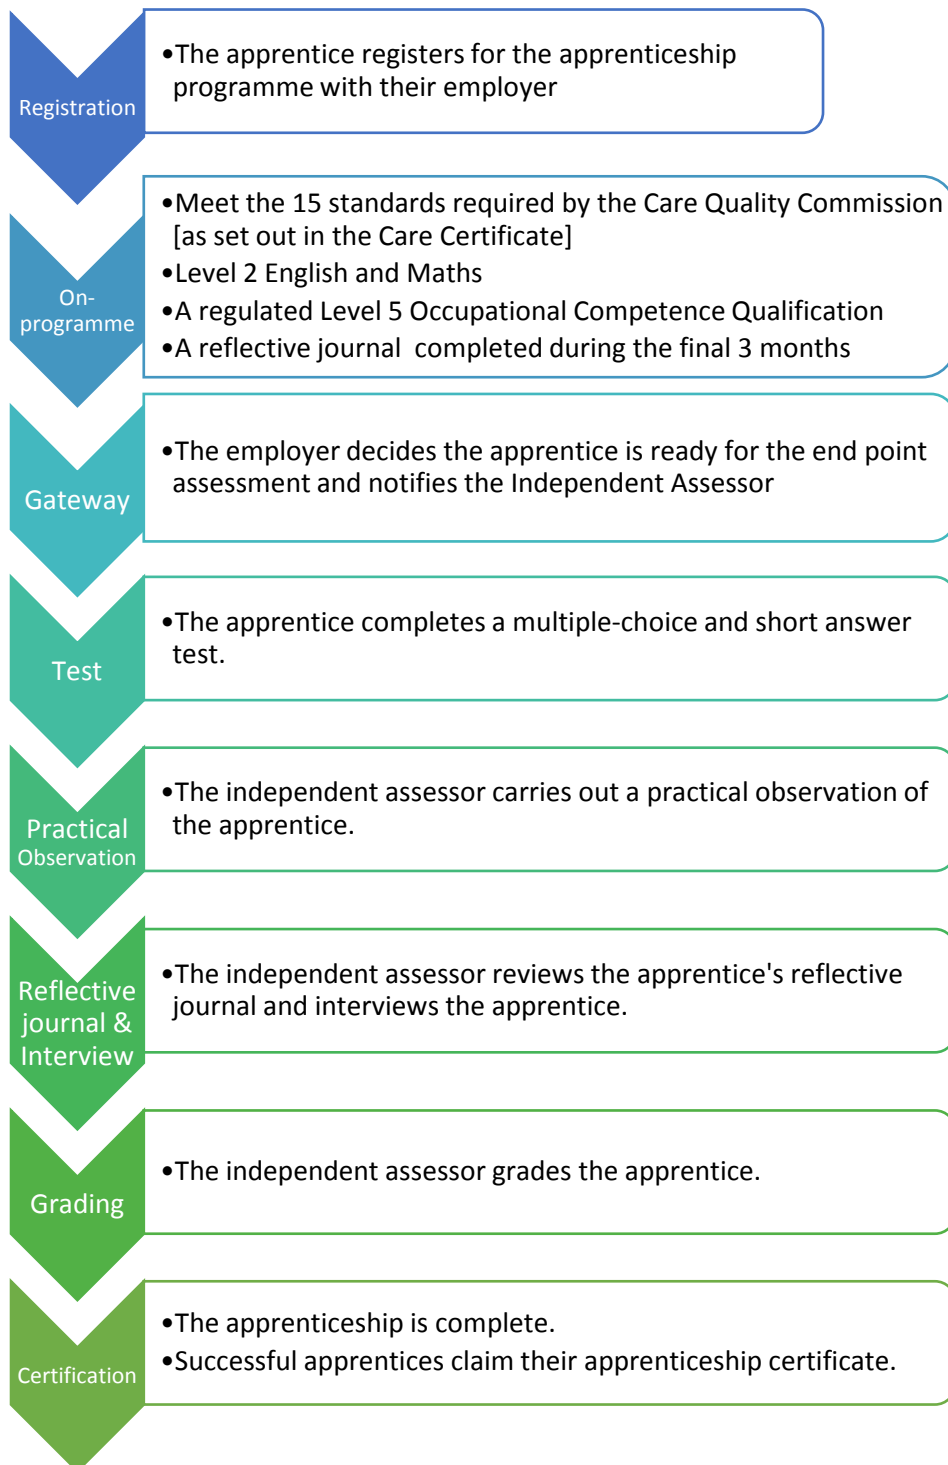 Registration
•The apprentice registers for the apprenticeship
programme with their employer
On-
programme
•Meet the 15 standards required by the Care Quality Commission
[as set out in the Care Certificate]
•Level 2 English and Maths
•A regulated Level 5 Occupational Competence Qualification
•A reflective journal  completed during the final 3 months
Gateway
•The employer decides the apprentice is ready for the end point
assessment and notifies the Independent Assessor
Test
•The apprentice completes a multiple-choice and short answer
test.
Practical
Observation
•The independent assessor carries out a practical observation of
the apprentice.
Reflective
journal &
Interview
•The independent assessor reviews the apprentice's reflective
journal and interviews the apprentice.
Grading
•The independent assessor grades the apprentice.
Certification
•The apprenticeship is complete.
•Successful apprentices claim their apprenticeship certificate.